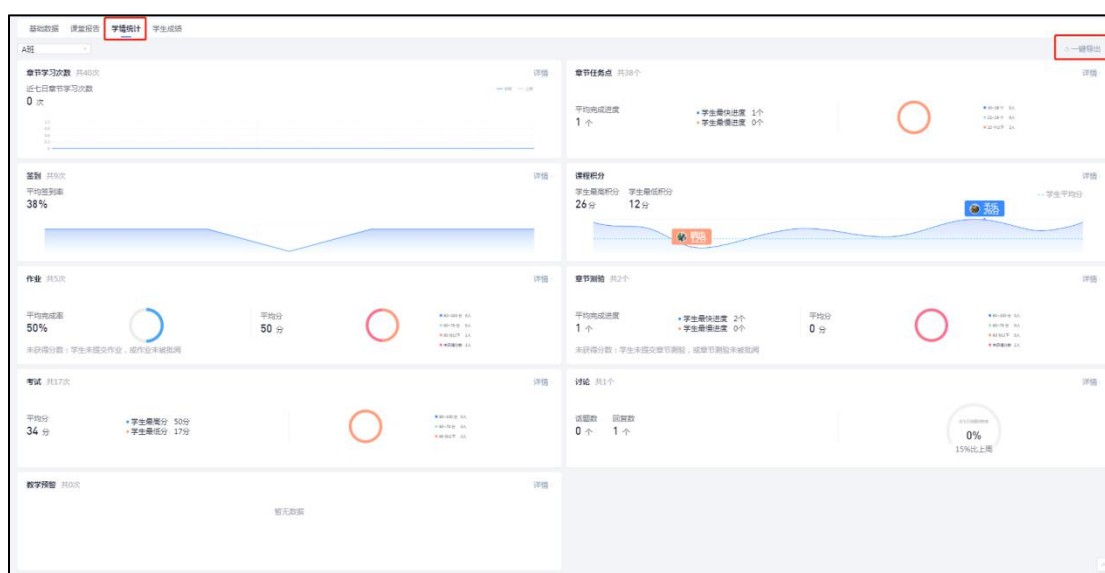 基础数据 课堂报告 学情统计 学生成绩
A班
一键导出
章节学习次数 共40次 详情
近七日章节学习次数
0 次
章节任务点 共38个 详情
平均完成进度
1 个
学生最快进度 1个
学生最慢进度 0个
签到 共9次 详情
平均签到率
38%
课程积分 详情
学生最高积分 学生最低积分
26分 12分
学生平均分
作业 共5次 详情
平均完成率
50%
平均分
50 分
未获得分数：学生未提交作业，或作业未被批阅
章节测验 共2个 详情
平均完成进度
1 个
学生最快进度 2个
学生最慢进度 0个
平均分
0 分
未获得分数：学生未提交章节测验，或章节测验未被批阅
考试 共17次 详情
平均分
34 分
学生最高分 50分
学生最低分 17分
讨论 共1个 详情
话题数 回复数
0 个 1 个
0%
15%比上周
教学预警 共0次 详情
暂无数据